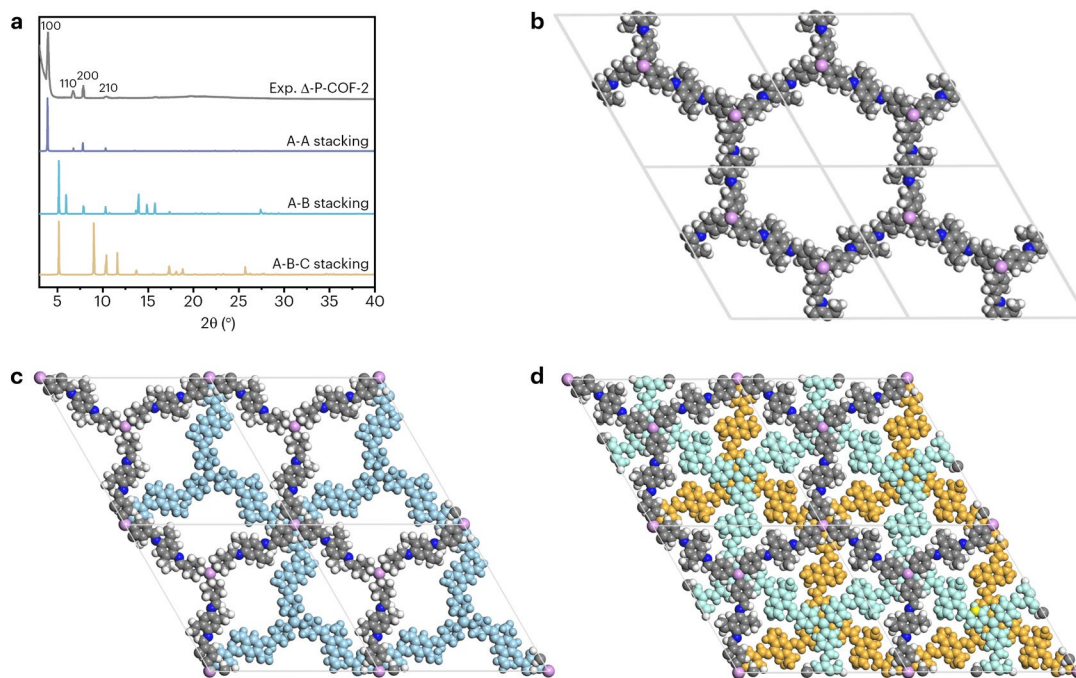 a
100
110
200
210
Exp. Δ-P-COF-2
A-A stacking
A-B stacking
A-B-C stacking
5 10 15 20 25 30 35 40
2θ (°)
b
c
d